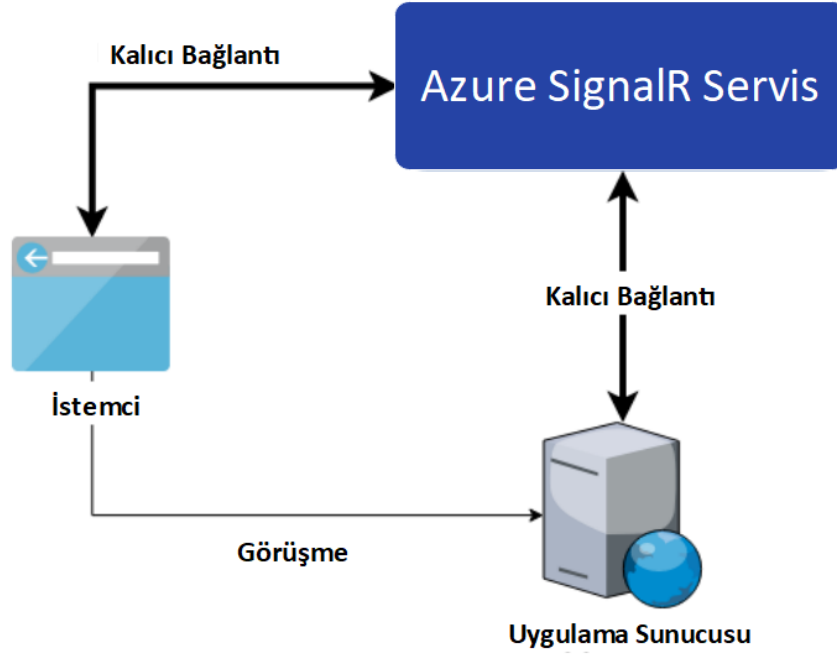 Kalıcı Bağlantı
Azure SignalR Servis
Kalıcı Bağlantı
İstemci
Görüşme
Uygulama Sunucusu